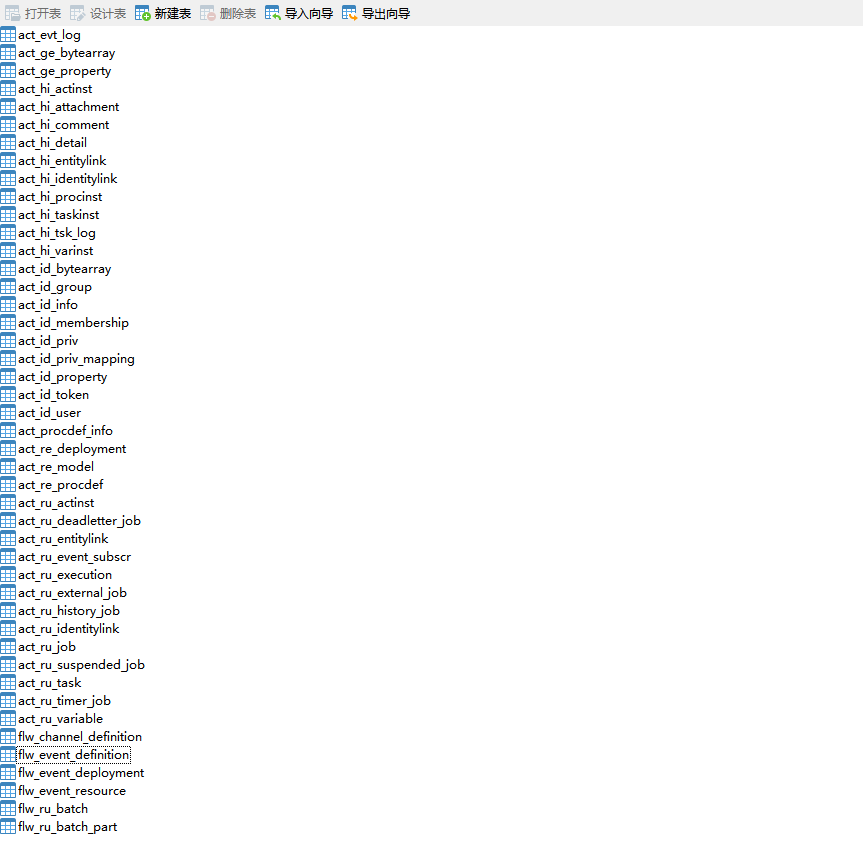 打开表 设计表 新建表 删除表 导入向导 导出向导
act_evt_log
act_ge_bytearray
act_ge_property
act_hi_actinst
act_hi_attachment
act_hi_comment
act_hi_detail
act_hi_entitylink
act_hi_identitylink
act_hi_procinst
act_hi_taskinst
act_hi_tsk_log
act_hi_varinst
act_id_bytearray
act_id_group
act_id_info
act_id_membership
act_id_priv
act_id_priv_mapping
act_id_property
act_id_token
act_id_user
act_procdef_info
act_re_deployment
act_re_model
act_re_procdef
act_ru_actinst
act_ru_deadletter_job
act_ru_entitylink
act_ru_event_subscr
act_ru_execution
act_ru_external_job
act_ru_history_job
act_ru_identitylink
act_ru_job
act_ru_suspended_job
act_ru_task
act_ru_timer_job
act_ru_variable
flw_channel_definition
flw_event_definition
flw_event_deployment
flw_event_resource
flw_ru_batch
flw_ru_batch_part